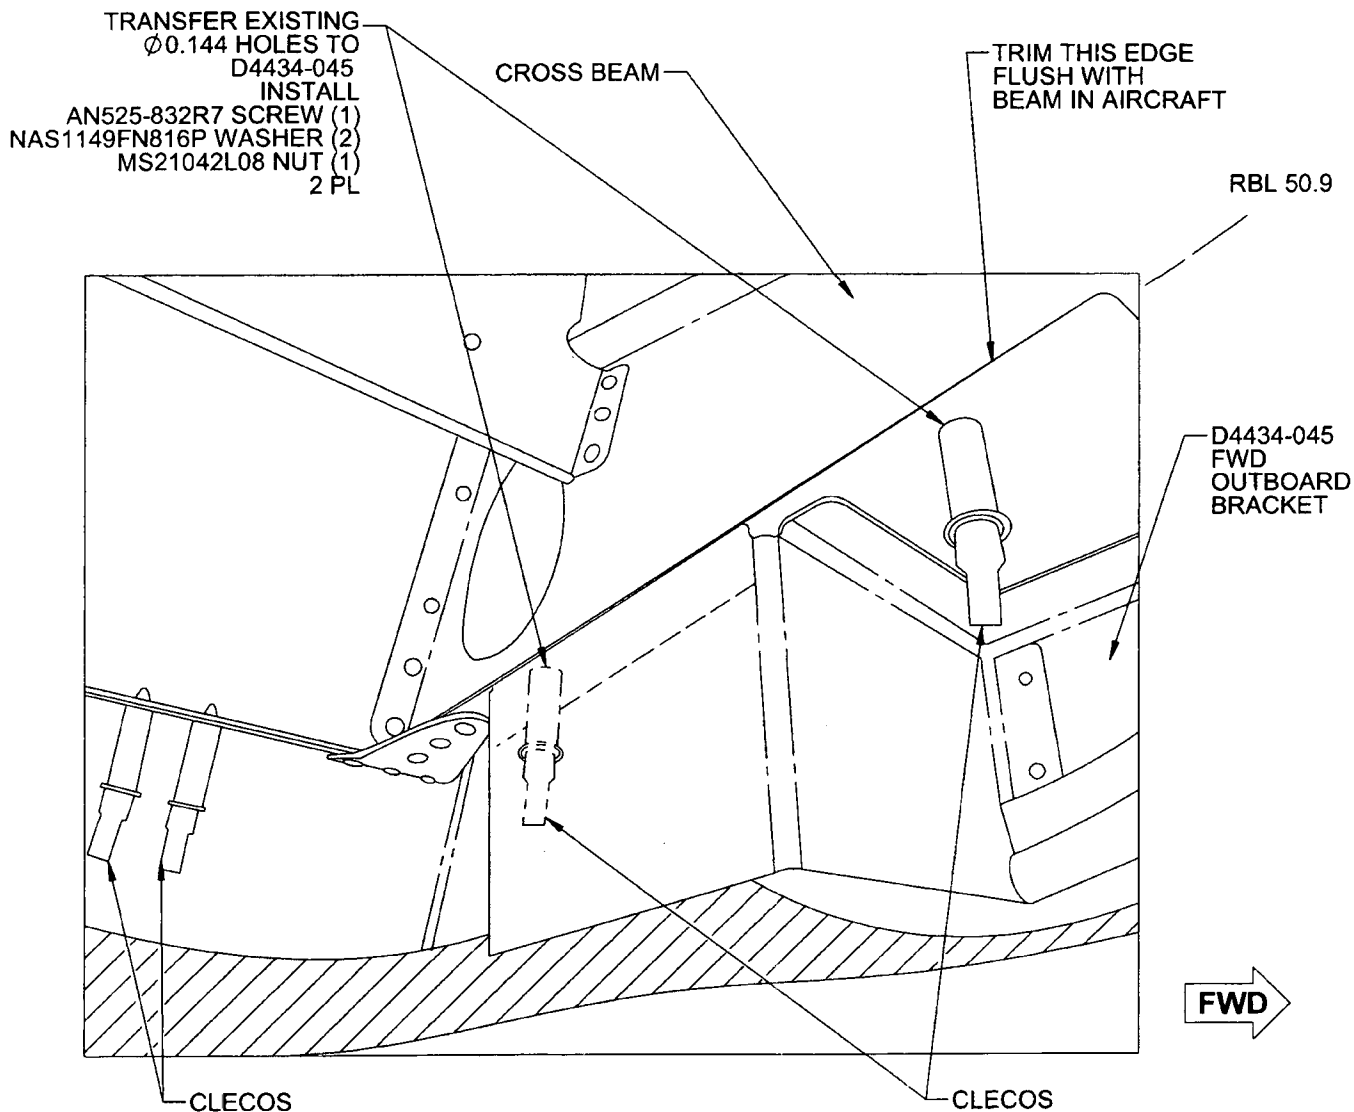 TRANSFER EXISTING
Ø0.144 HOLES TO
D4434-045
INSTALL
AN525-832R7 SCREW (1)
NAS1149FN816P WASHER (2)
MS21042L08 NUT (1)
2 PL
CROSS BEAM
TRIM THIS EDGE
FLUSH WITH
BEAM IN AIRCRAFT
RBL 50.9
D4434-045
FWD
OUTBOARD
BRACKET
FWD
CLECOS
CLECOS